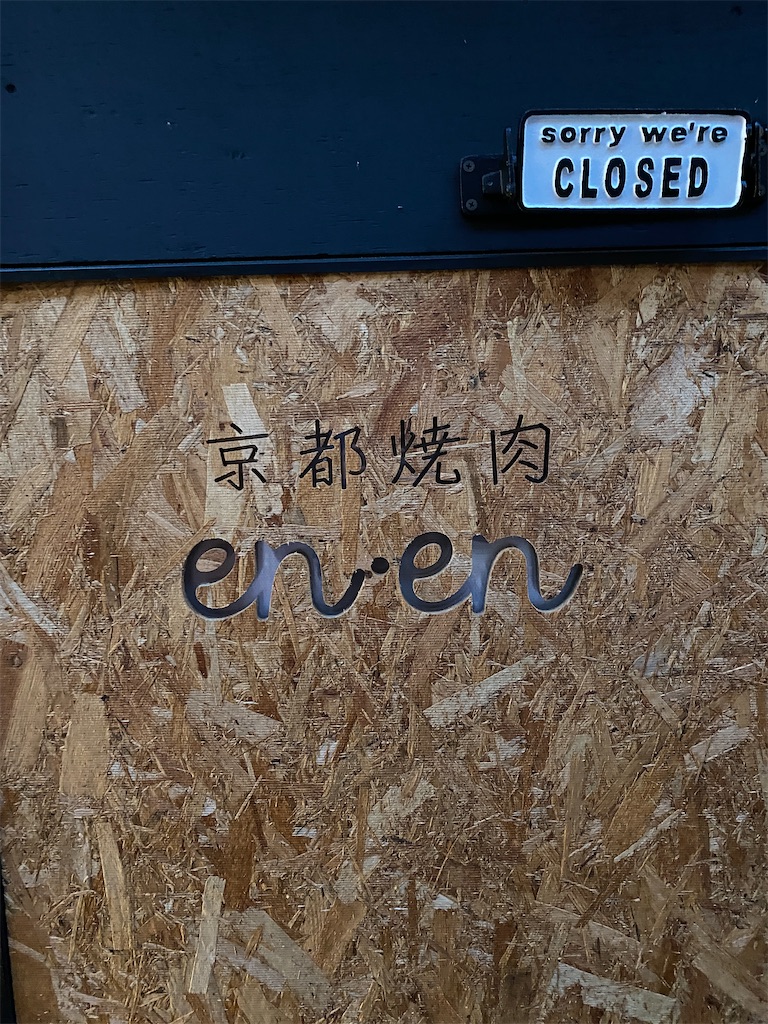 sorry we're
CLOSED
京都焼肉
en·en